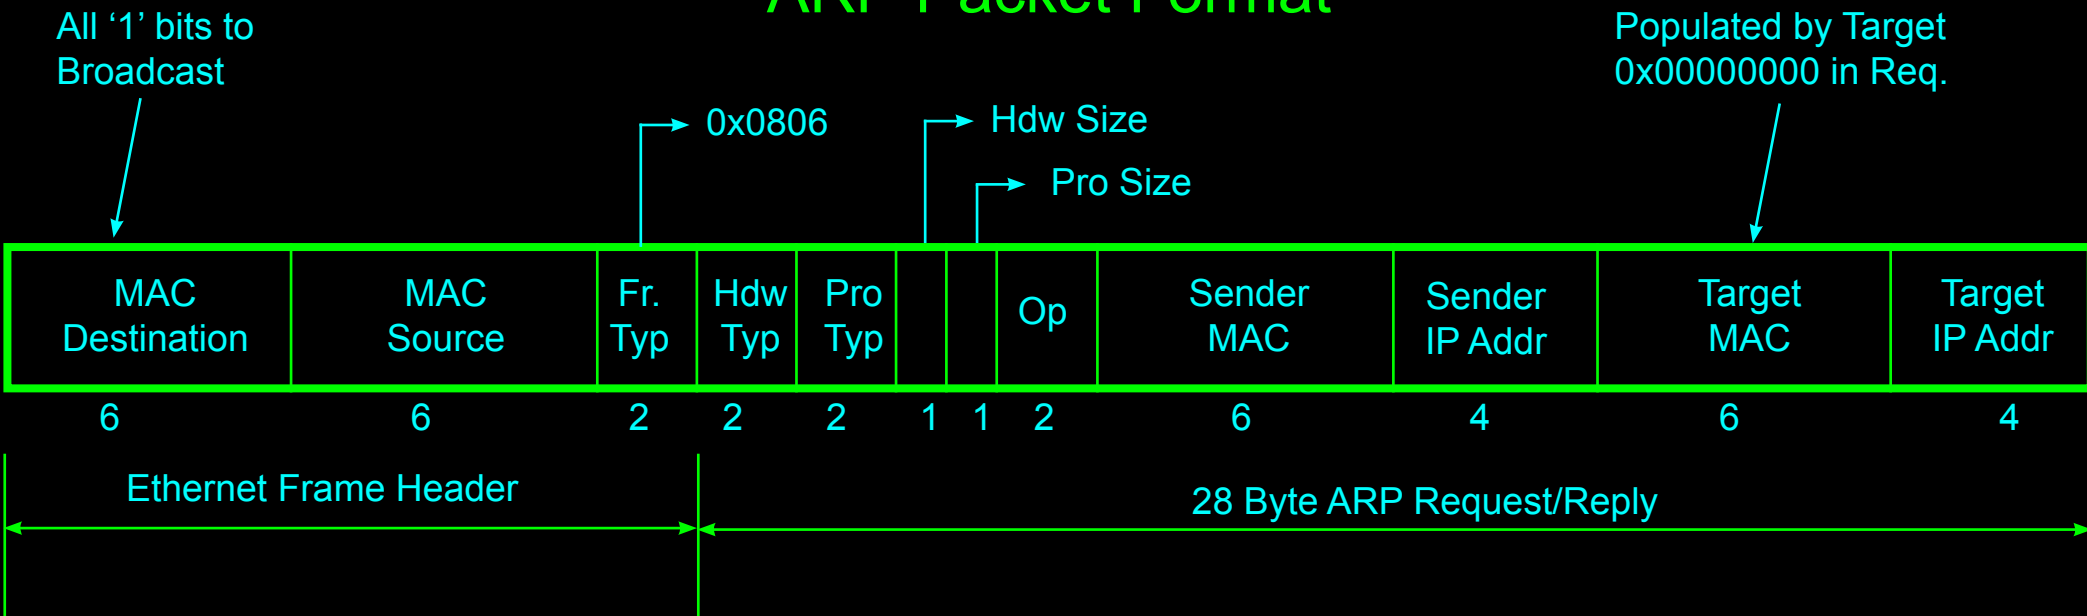 ARP Packet Format
All ‘1’ bits to
Broadcast
Populated by Target
0x00000000 in Req.
0x0806
Hdw Size
Pro Size
MAC
Destination
MAC
Source
Fr.
Typ
Hdw
Typ
Pro
Typ
Op
Sender
MAC
Sender
IP Addr
Target
MAC
Target
IP Addr
6 6 2 2 2 1 1 2 6 4 6 4
Ethernet Frame Header
28 Byte ARP Request/Reply